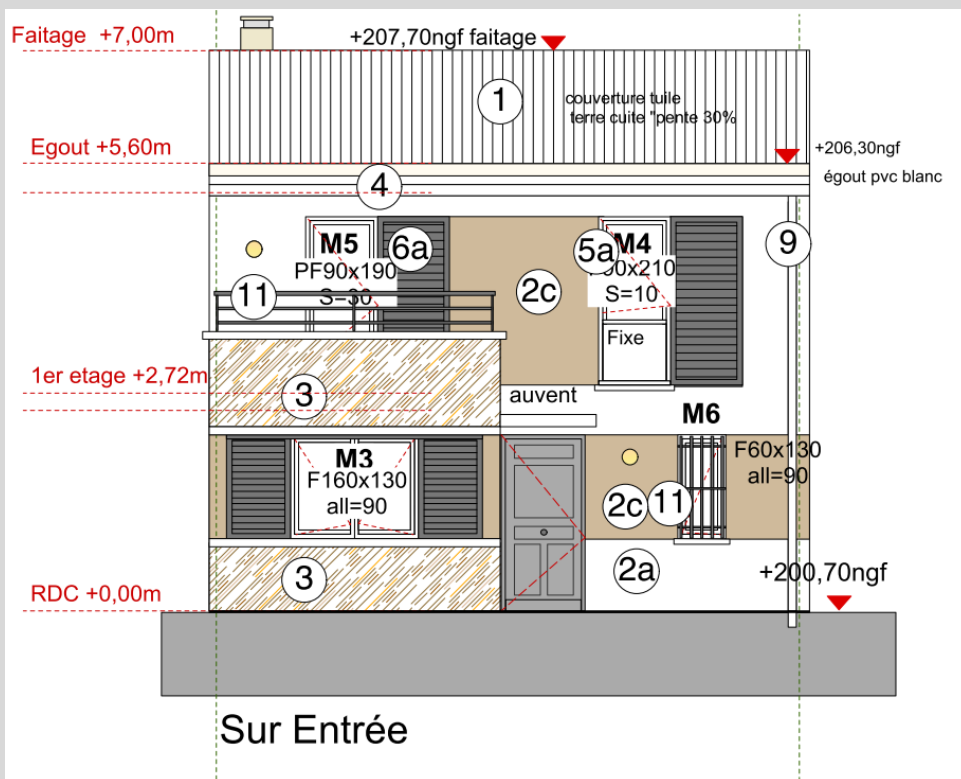 Faitage +7,00m
+207,70ngf faitage
1
couverture tuile
terre cuite "pente 30%
Egout +5,60m
+206,30ngf
égout pvc blanc
4
M5
6a
5a
M4
9
PF90x190
S=30
2c
S=10
11
Fixe
1er etage +2,72m
3
auvent
M6
M3
F160x130
all=90
F60x130
all=90
2c
11
3
2a
RDC +0,00m
+200,70ngf
Sur Entrée